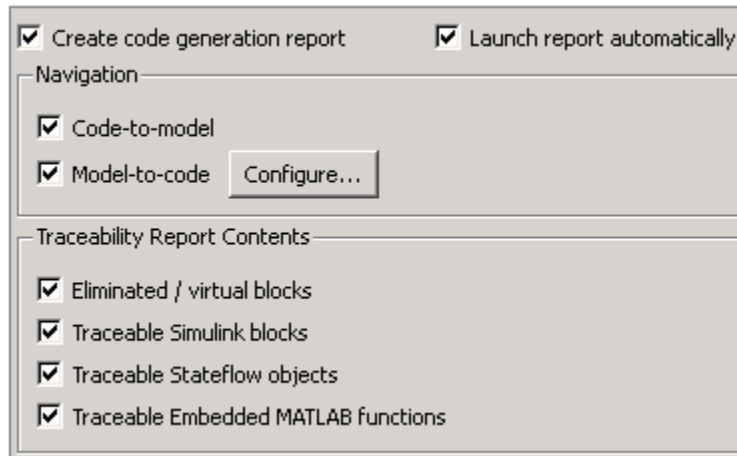 Create code generation report Launch report automatically
Navigation
Code-to-model
Model-to-code Configure...
Traceability Report Contents
Eliminated / virtual blocks
Traceable Simulink blocks
Traceable Stateflow objects
Traceable Embedded MATLAB functions